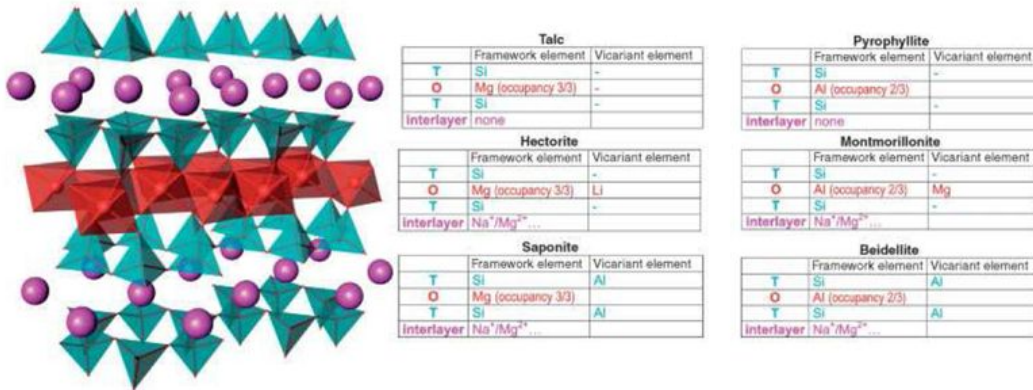 Talc
Framework element Vicariant element
T Si -
O Mg (occupancy 3/3) -
T Si -
interlayer none
Hectorite
Framework element Vicariant element
T Si -
O Mg (occupancy 3/3) Li
T Si -
interlayer Na⁺/Mg²⁺...
Saponite
Framework element Vicariant element
T Si Al
O Mg (occupancy 3/3)
T Si Al
interlayer Na⁺/Mg²⁺...
Pyrophyllite
Framework element Vicariant element
T Si -
O Al (occupancy 2/3)
T Si -
interlayer none
Montmorillonite
Framework element Vicariant element
T Si -
O Al (occupancy 2/3) Mg
T Si -
interlayer Na⁺/Mg²⁺...
Beidellite
Framework element Vicariant element
T Si Al
O Al (occupancy 2/3)
T Si Al
interlayer Na⁺/Mg²⁺...